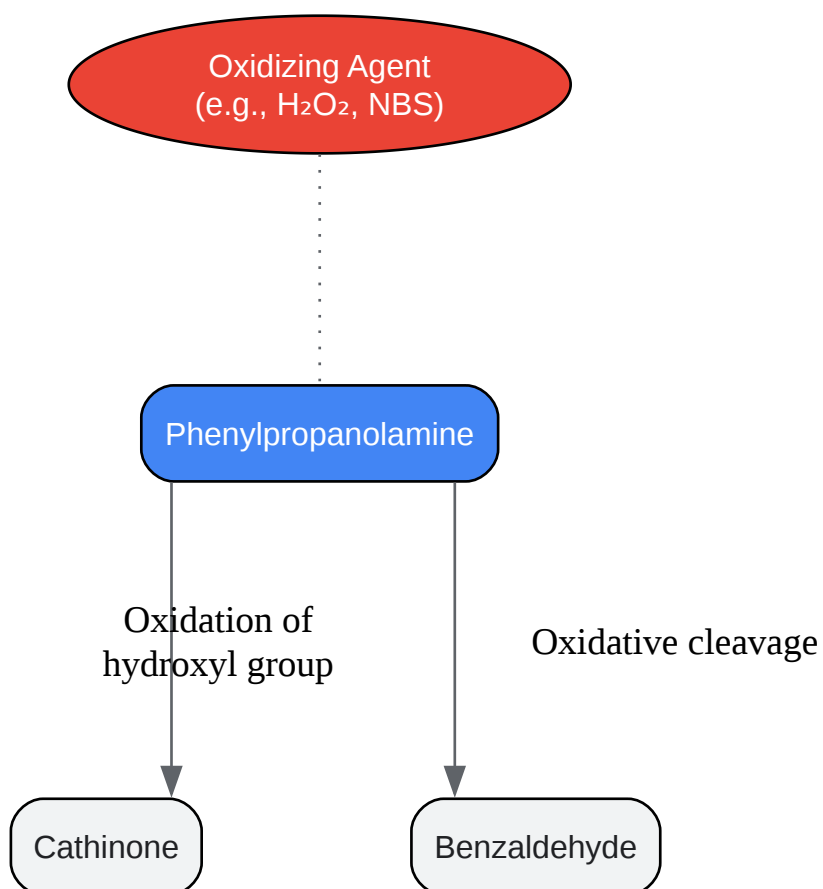 Oxidizing Agent
(e.g., H₂O₂, NBS)
Phenylpropanolamine
Oxidation of
hydroxyl group
Oxidative cleavage
Cathinone
Benzaldehyde